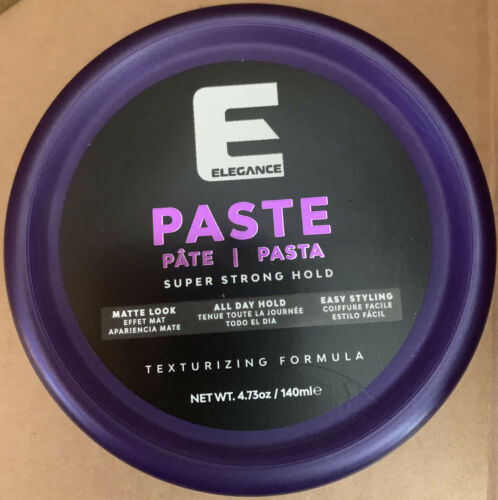 E
ELEGANCE
PASTE
PÂTE | PASTA
SUPER STRONG HOLD
MATTE LOOK
EFFET MAT
APARIENCIA MATE
ALL DAY HOLD
TENUE TOUTE LA JOURNÉE
TODO EL DIA
EASY STYLING
COIFFURE FACILE
ESTILO FÁCIL
TEXTURIZING FORMULA
NET WT. 4.73oz / 140ml℮